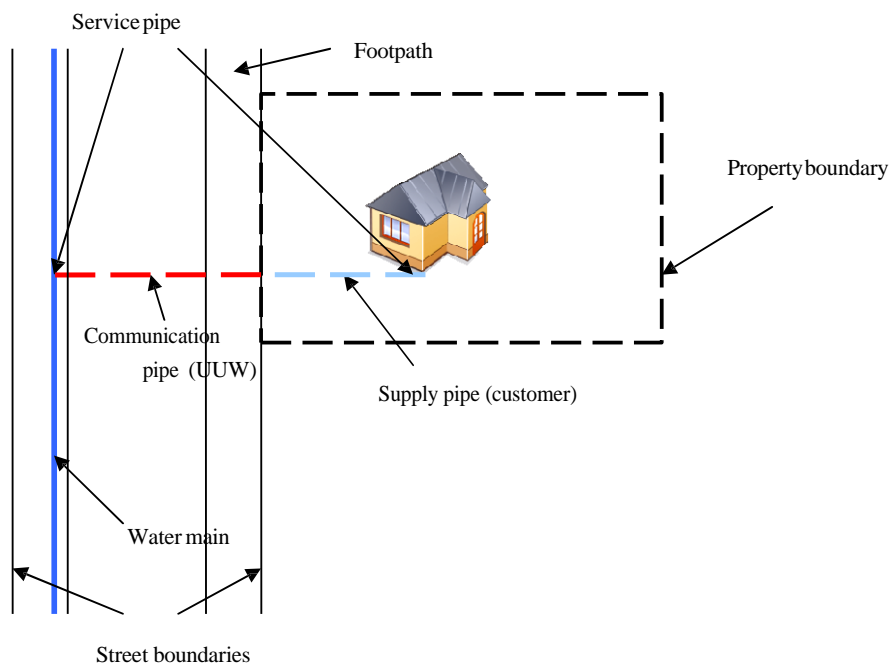 Service pipe
Footpath
Property boundary
Communication
pipe (UUW)
Supply pipe (customer)
Water main
Street boundaries